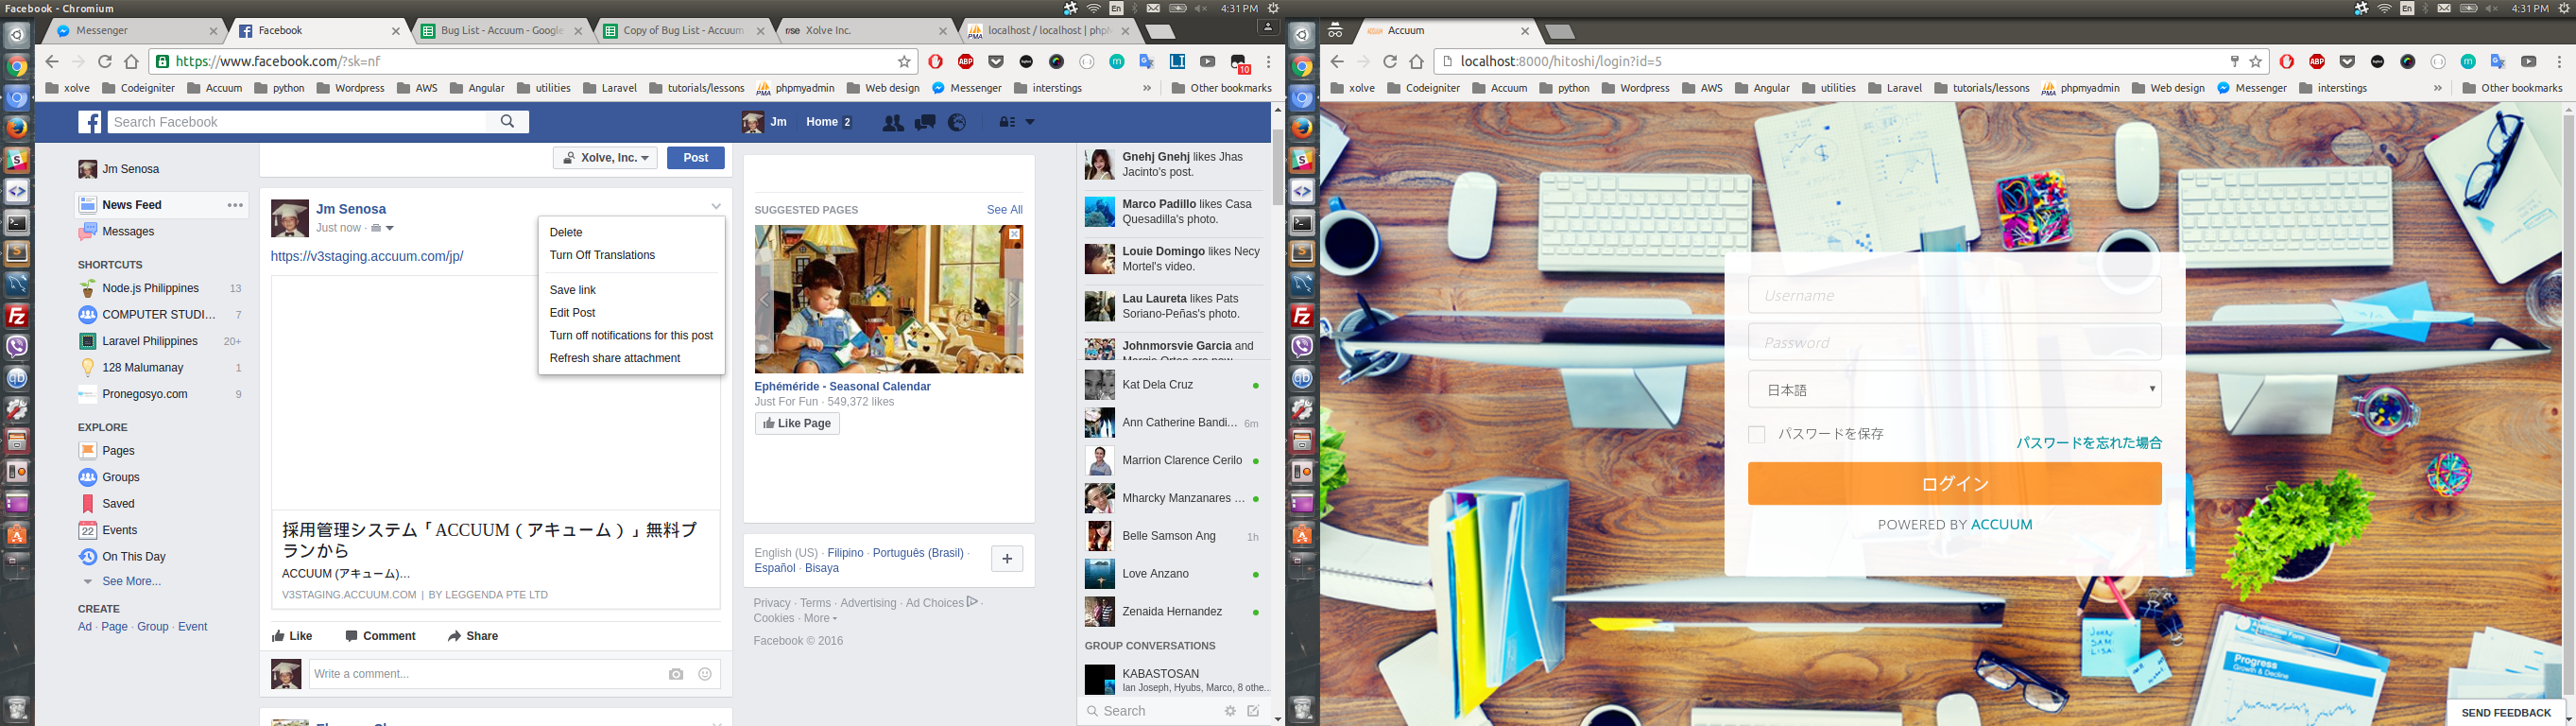 Facebook - Chromium
En
4:31 PM
En
4:31 PM
Messenger
Facebook
Bug List - Accuum - Google
Copy of Bug List - Accuum
Xolve Inc.
localhost / localhost | phpM
Accuum
https://www.facebook.com/?sk=nf
ABP
10
localhost:8000/hitoshi/login?id=5
ABP
xolve Codeigniter Accuum python Wordpress AWS Angular utilities Laravel tutorials/lessons phpmyadmin Web design Messenger interstings » Other bookmarks
xolve Codeigniter Accuum python Wordpress AWS Angular utilities Laravel tutorials/lessons phpmyadmin Web design Messenger interstings » Other bookmarks
Search Facebook
Jm
Home 2
Jm Senosa
News Feed
Messages
SHORTCUTS
Node.js Philippines 13
COMPUTER STUDI... 7
Laravel Philippines 20+
128 Malumanay 1
Pronegosyo.com 9
EXPLORE
Pages
Groups
Saved
Events
22
On This Day
See More...
CREATE
Ad · Page · Group · Event
Xolve, Inc.
Post
Jm Senosa
Just now ·
https://v3staging.accuum.com/jp/
Delete
Turn Off Translations
Save link
Edit Post
Turn off notifications for this post
Refresh share attachment
採用管理システム「ACCUUM（アキューム）」無料プ
ランから
ACCUUM (アキューム)...
V3STAGING.ACCUUM.COM | BY LEGGENDA PTE LTD
Like Comment Share
Write a comment...
SUGGESTED PAGES
See All
Ephéméride - Seasonal Calendar
Just For Fun · 549,372 likes
Like Page
English (US) · Filipino · Português (Brasil) ·
Español · Bisaya
Privacy · Terms · Advertising · Ad Choices ·
Cookies · More
Facebook © 2016
Gnehj Gnehj likes Jhas
Jacinto's post.
Marco Padillo likes Casa
Quesadilla's photo.
Louie Domingo likes Necy
Mortel's video.
Lau Laureta likes Pats
Soriano-Peñas's photo.
Johnmorsvie Garcia and
Kat Dela Cruz
Ann Catherine Bandi... 6m
Marrion Clarence Cerilo
Mharcky Manzanares ...
Belle Samson Ang 1h
Love Anzano
Zenaida Hernandez
GROUP CONVERSATIONS
KABASTOSAN
Ian Joseph, Hyubs, Marco, 8 othe...
Search
Username
Password
日本語
パスワードを保存
パスワードを忘れた場合
ログイン
POWERED BY ACCUUM
Progress
Growth & Decline
SEND FEEDBACK